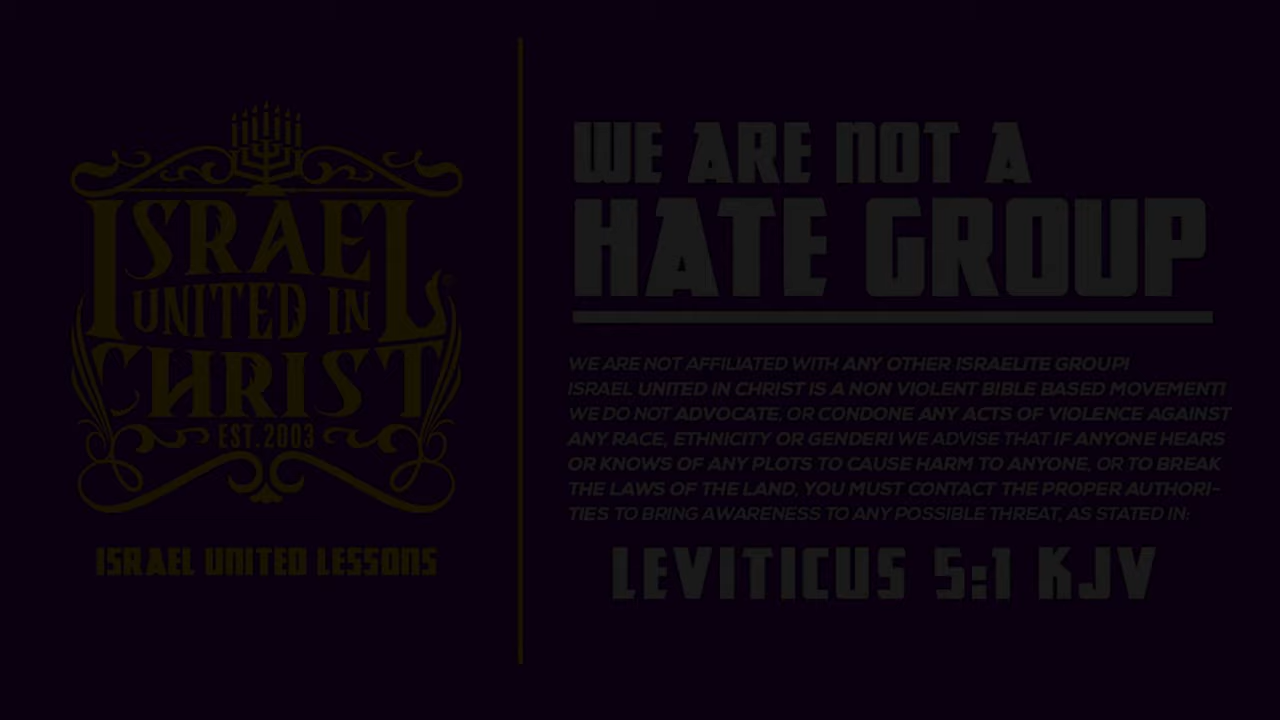 ISRAEL
UNITED IN
CHRIST
EST.2003
ISRAEL UNITED LESSONS
WE ARE NOT A
HATE GROUP
WE ARE NOT AFFILIATED WITH ANY OTHER ISRAELITE GROUP!
ISRAEL UNITED IN CHRIST IS A NON VIOLENT BIBLE BASED MOVEMENT!
WE DO NOT ADVOCATE, OR CONDONE ANY ACTS OF VIOLENCE AGAINST
ANY RACE, ETHNICITY OR GENDER! WE ADVISE THAT IF ANYONE HEARS
OR KNOWS OF ANY PLOTS TO CAUSE HARM TO ANYONE, OR TO BREAK
THE LAWS OF THE LAND, YOU MUST CONTACT THE PROPER AUTHORI-
TIES TO BRING AWARENESS TO ANY POSSIBLE THREAT, AS STATED IN:
LEVITICUS 5:1 KJV